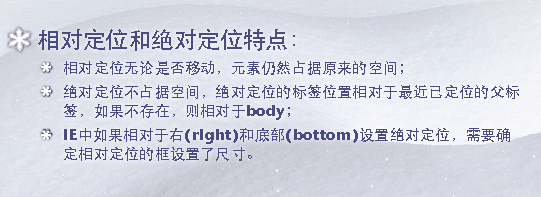 相对定位和绝对定位特点：
相对定位无论是否移动，元素仍然占据原来的空间；
绝对定位不占据空间，绝对定位的标签位置相对于最近已定位的父标
签，如果不存在，则相对于body；
IE中如果相对于右(right)和底部(bottom)设置绝对定位，需要确
定相对定位的框设置了尺寸。